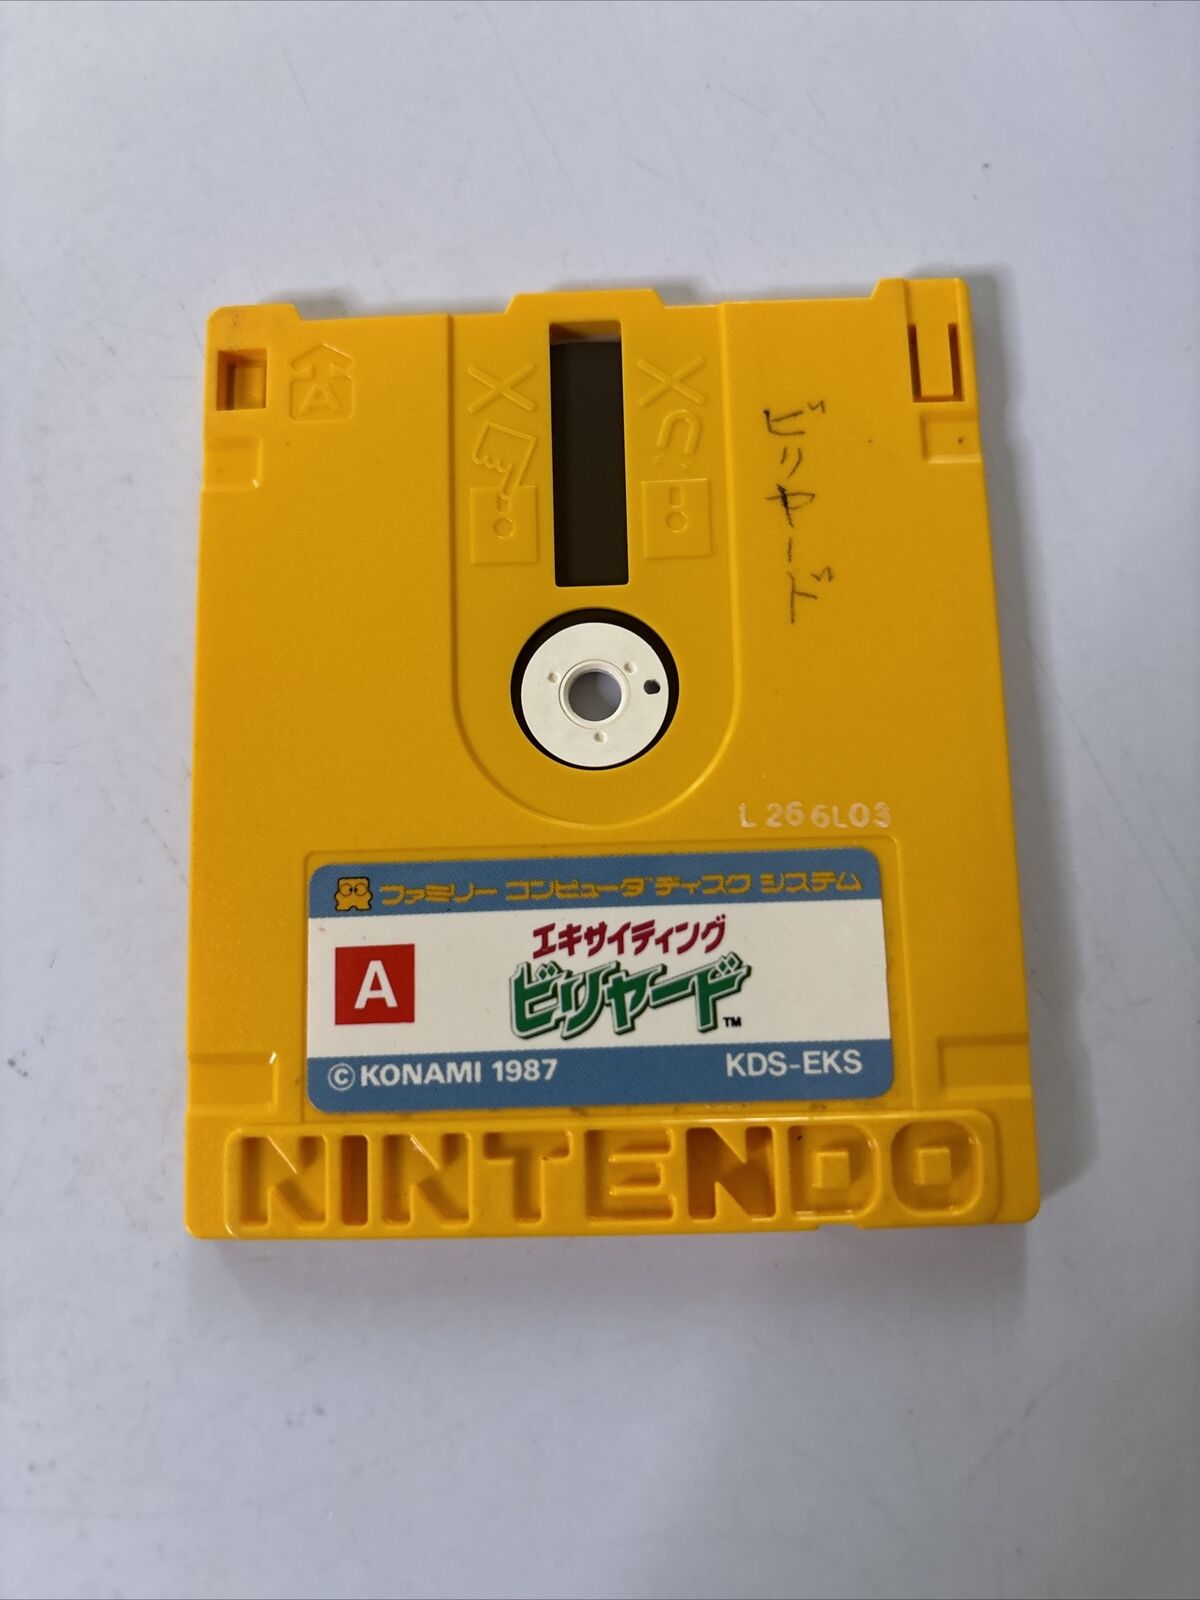 A
ビリヤード
L 26 6L03
ファミリー コンピュータ ディスク システム
エキサイティング
A
ビリヤード™
© KONAMI 1987 KDS-EKS
NINTENDO